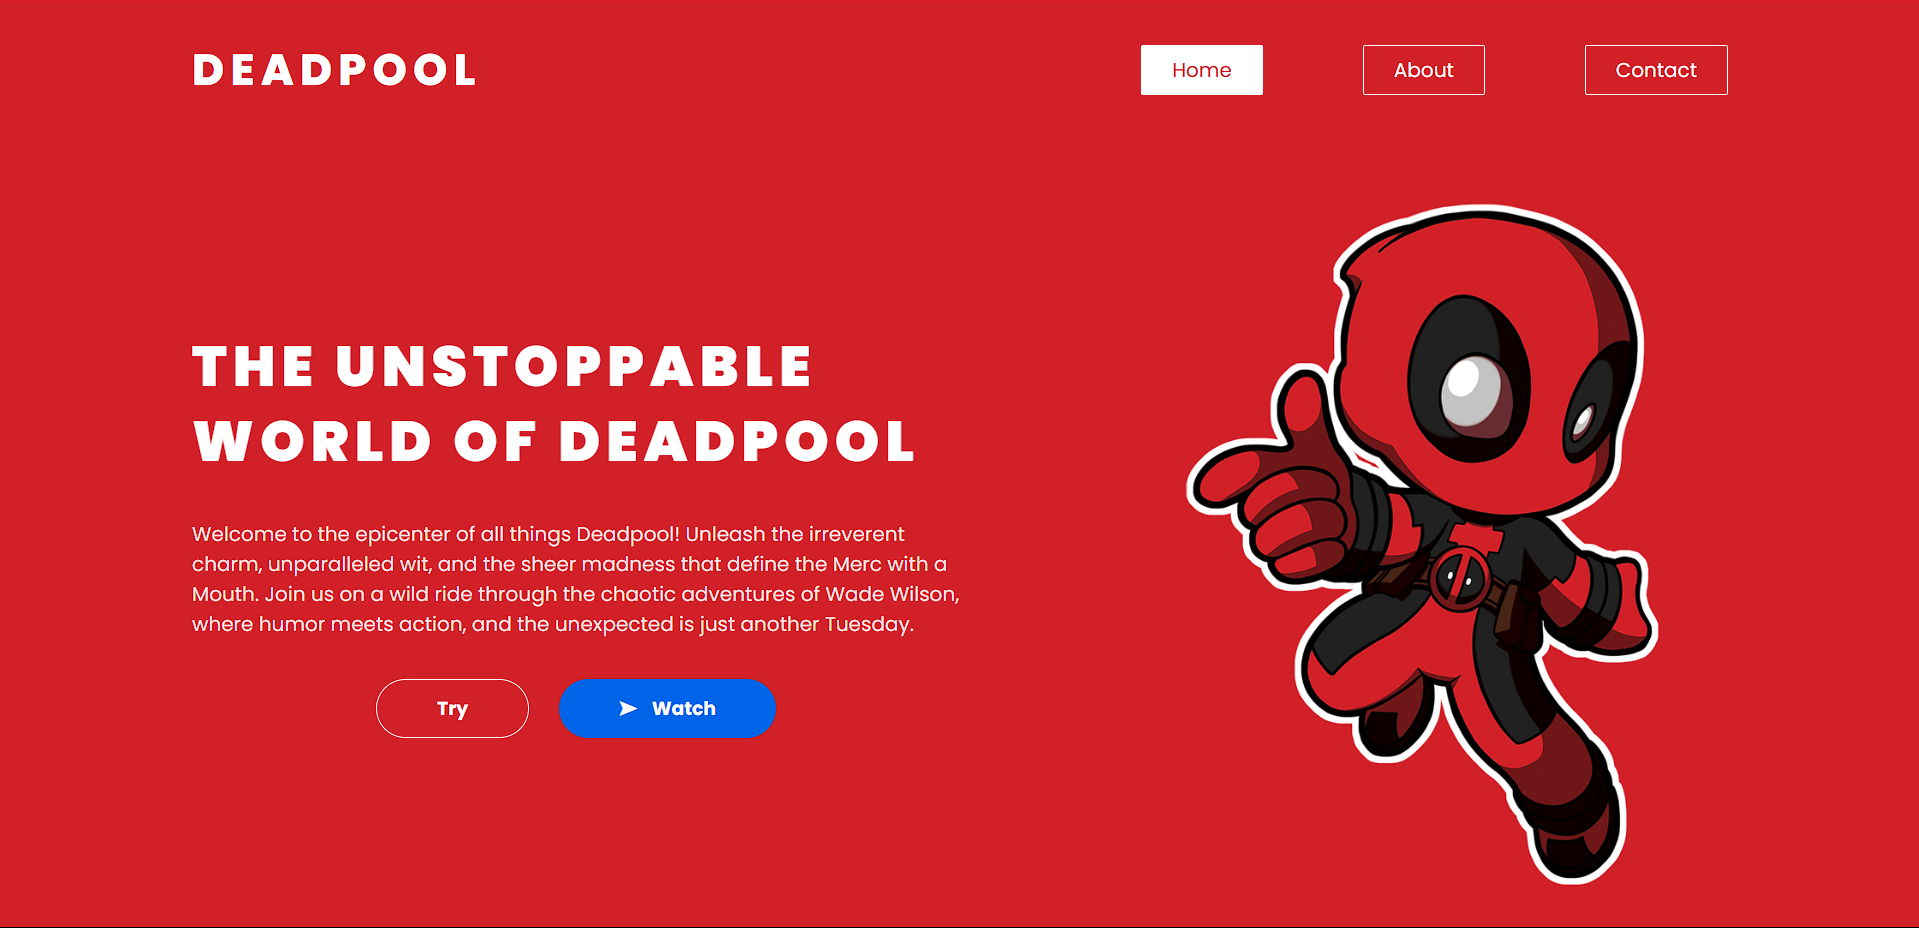 DEADPOOL
Home
About
Contact
THE UNSTOPPABLE
WORLD OF DEADPOOL
Welcome to the epicenter of all things Deadpool! Unleash the irreverent
charm, unparalleled wit, and the sheer madness that define the Merc with a
Mouth. Join us on a wild ride through the chaotic adventures of Wade Wilson,
where humor meets action, and the unexpected is just another Tuesday.
Try
Watch